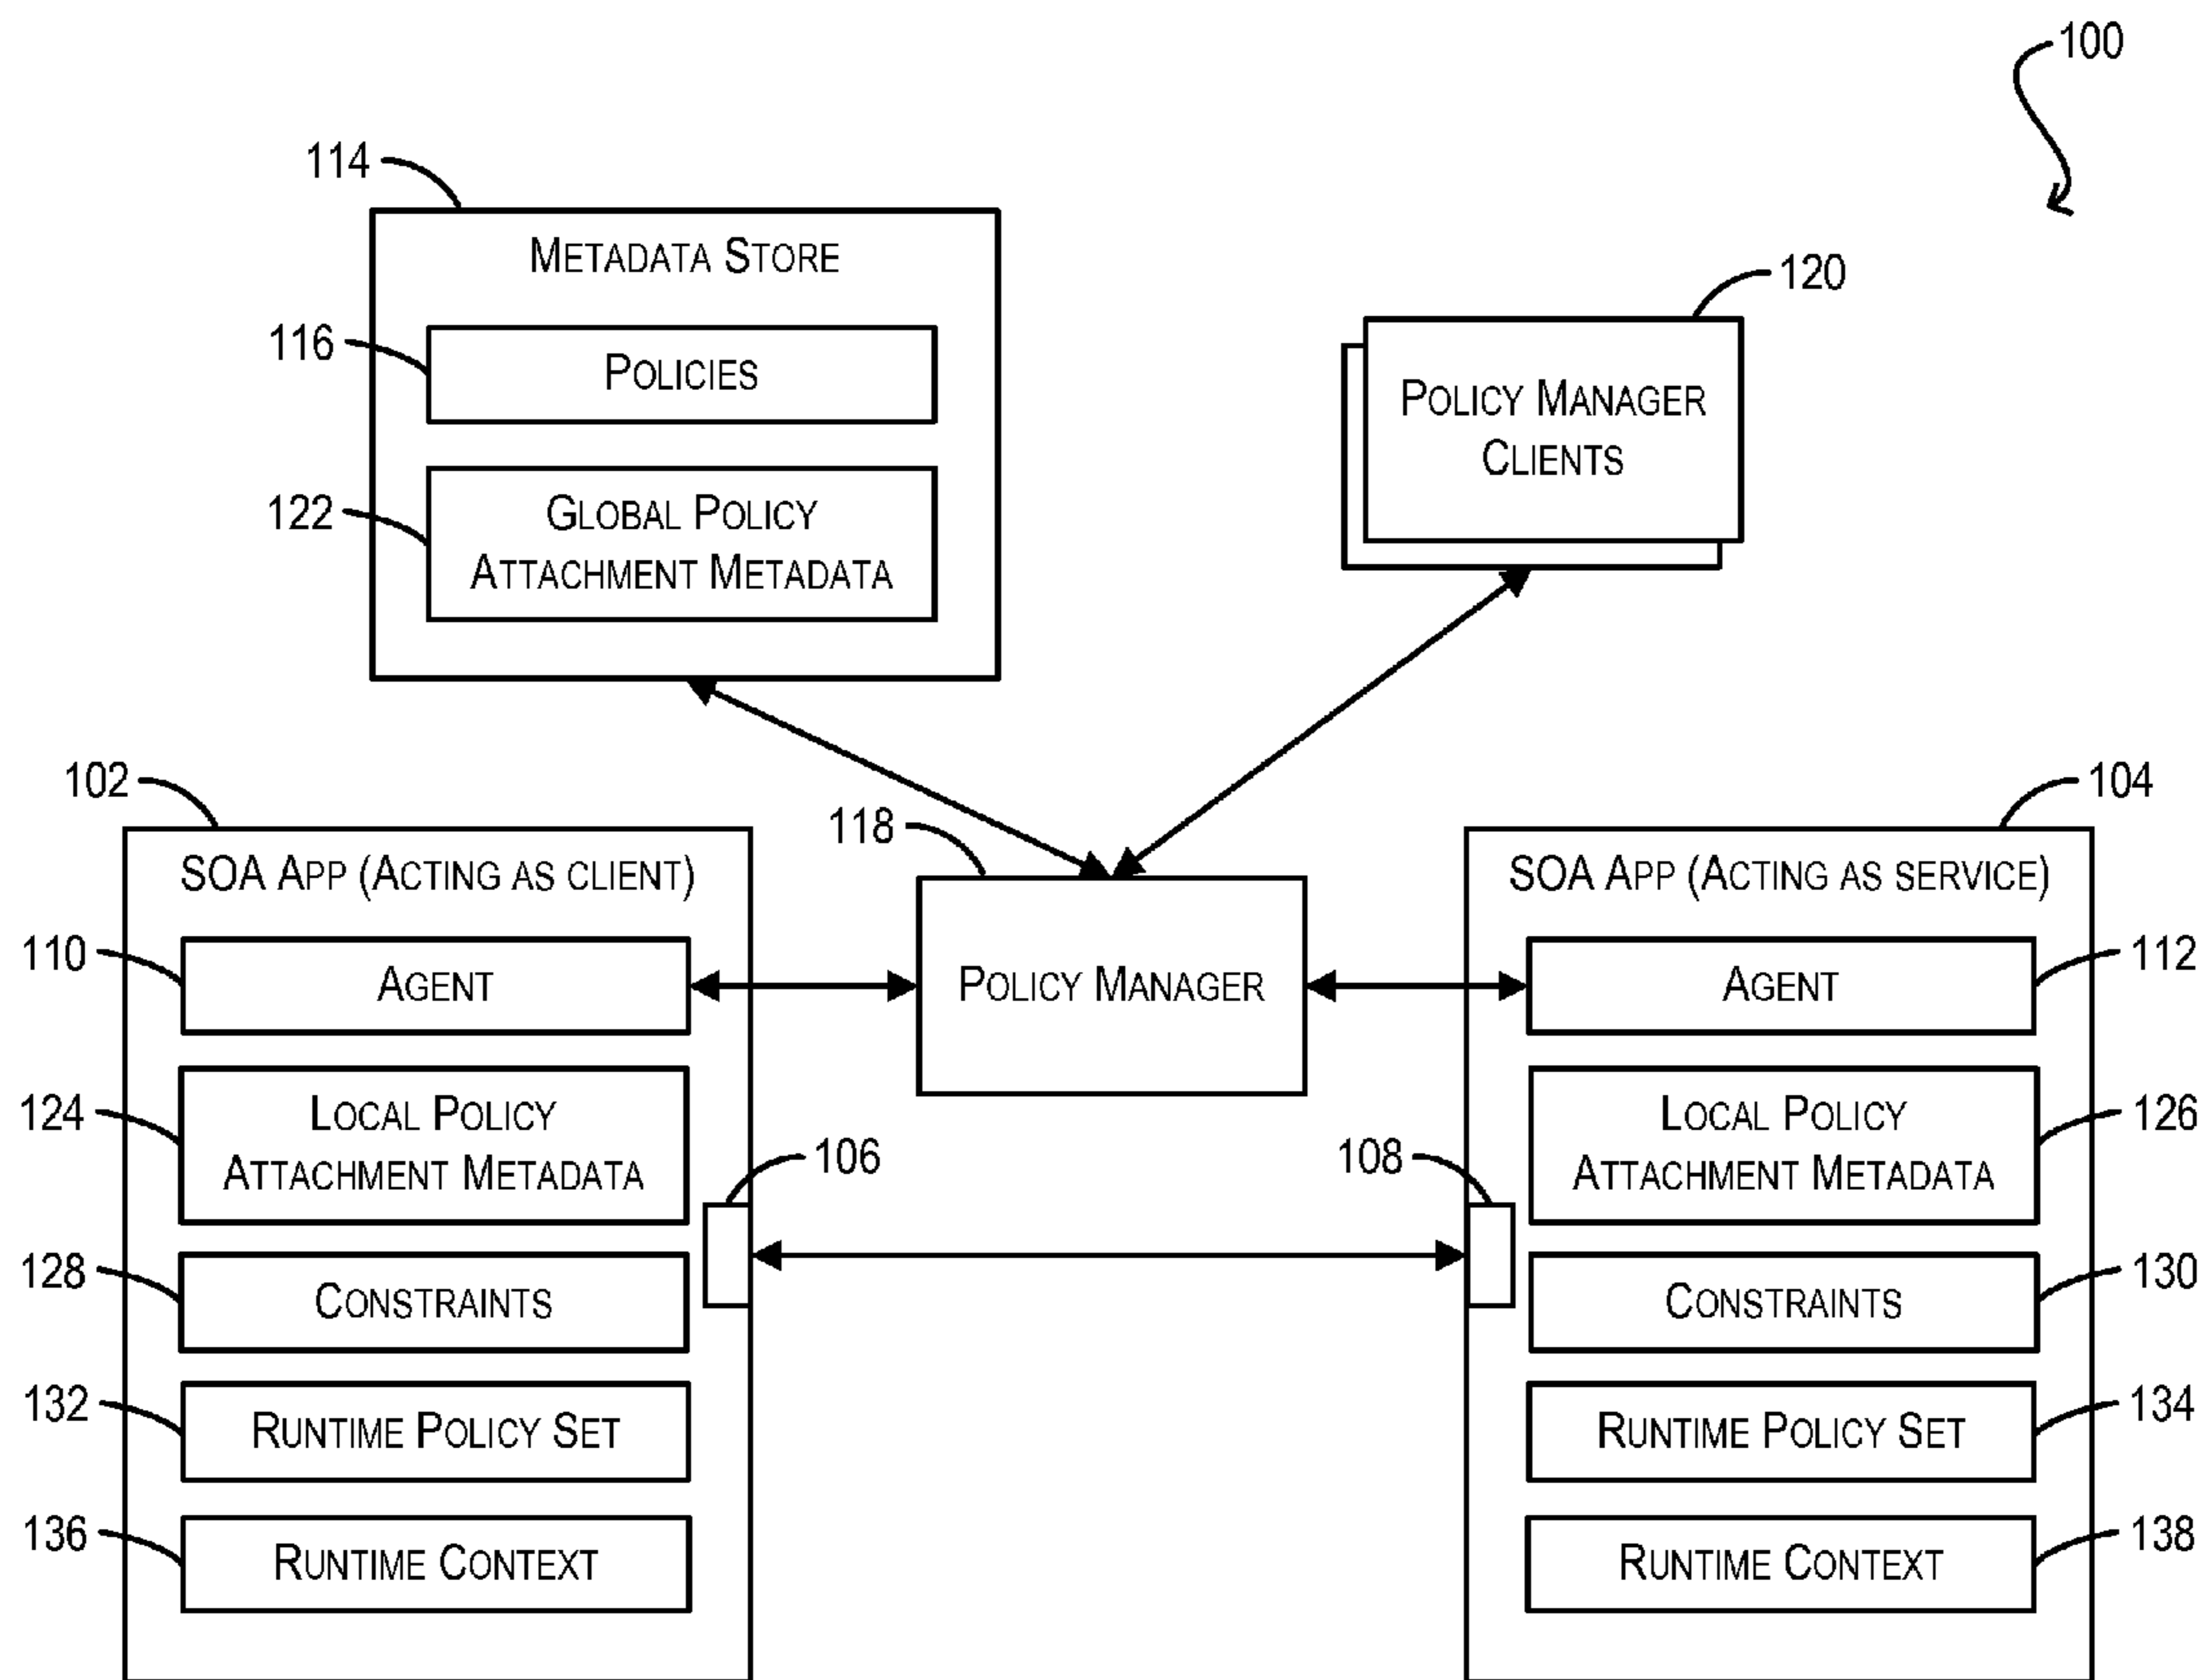 100
114
METADATA STORE
120
116
POLICIES
POLICY MANAGER
CLIENTS
122
GLOBAL POLICY
ATTACHMENT METADATA
102
104
118
SOA APP (ACTING AS CLIENT)
SOA APP (ACTING AS SERVICE)
110
AGENT
POLICY MANAGER
AGENT
112
124
LOCAL POLICY
ATTACHMENT METADATA
106
108
LOCAL POLICY
ATTACHMENT METADATA
126
128
CONSTRAINTS
CONSTRAINTS
130
132
RUNTIME POLICY SET
RUNTIME POLICY SET
134
136
RUNTIME CONTEXT
RUNTIME CONTEXT
138